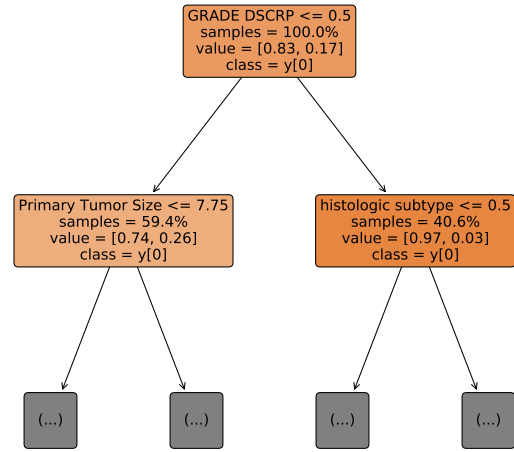 GRADE DSCRP <= 0.5
samples = 100.0%
value = [0.83, 0.17]
class = y[0]
Primary Tumor Size <= 7.75
samples = 59.4%
value = [0.74, 0.26]
class = y[0]
histologic subtype <= 0.5
samples = 40.6%
value = [0.97, 0.03]
class = y[0]
(...)
(...)
(...)
(...)